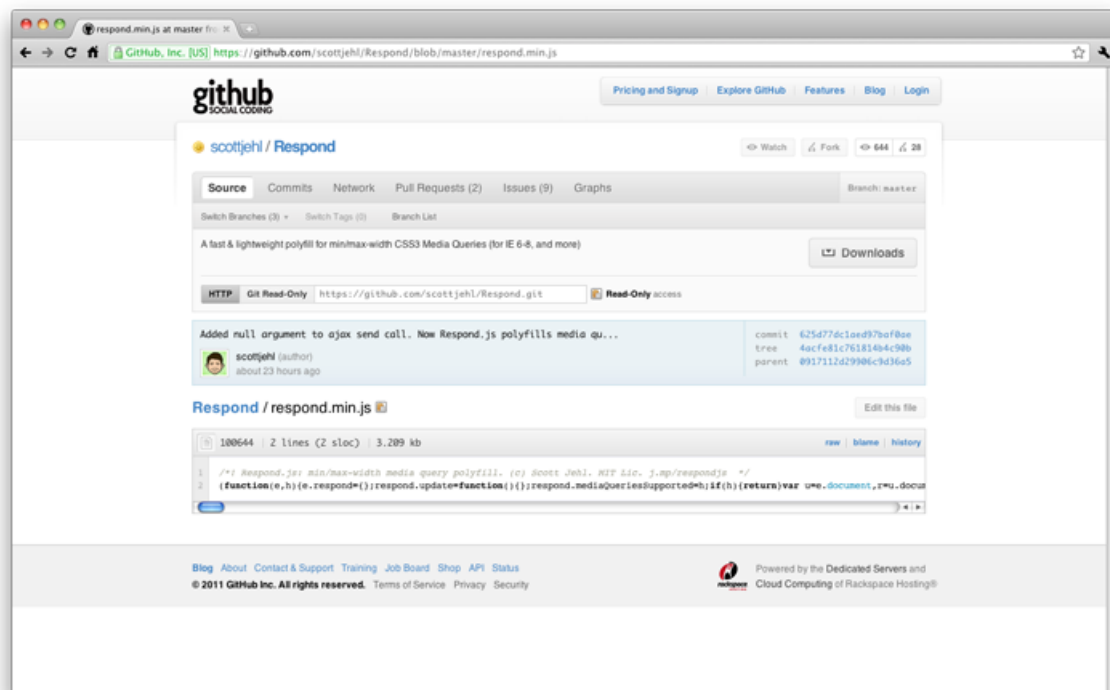 respond.min.js at master fro
GitHub, Inc. [US] https://github.com/scottjehl/Respond/blob/master/respond.min.js
github
SOCIAL CODING
Pricing and Signup Explore GitHub Features Blog Login
scottjehl / Respond
Watch Fork 644 28
Source Commits Network Pull Requests (2) Issues (9) Graphs Branch: master
Switch Branches (3) Switch Tags (0) Branch List
A fast & lightweight polyfill for min/max-width CSS3 Media Queries (for IE 6-8, and more)
Downloads
HTTP Git Read-Only https://github.com/scottjehl/Respond.git Read-Only access
Added null argument to ajax send call. Now Respond.js polyfills media qu...
scottjehl (author)
about 23 hours ago
commit 625d77dc1aed97baf0ae
tree 4acfe81c761814b4c90b
parent 0917112d29906c9d36a5
Respond / respond.min.js
Edit this file
100644 | 2 lines (2 sloc) | 3.209 kb
raw | blame | history
1 /*! Respond.js: min/max-width media query polyfill. (c) Scott Jehl. MIT Lic. j.mp/respondjs */
2 (function(e,h){e.respond={};respond.update=function(){};respond.mediaQueriesSupported=h;if(h){return}var u=e.document,r=u.docum
Blog About Contact & Support Training Job Board Shop API Status
© 2011 GitHub Inc. All rights reserved. Terms of Service Privacy Security
rackspace
Powered by the Dedicated Servers and
Cloud Computing of Rackspace Hosting®